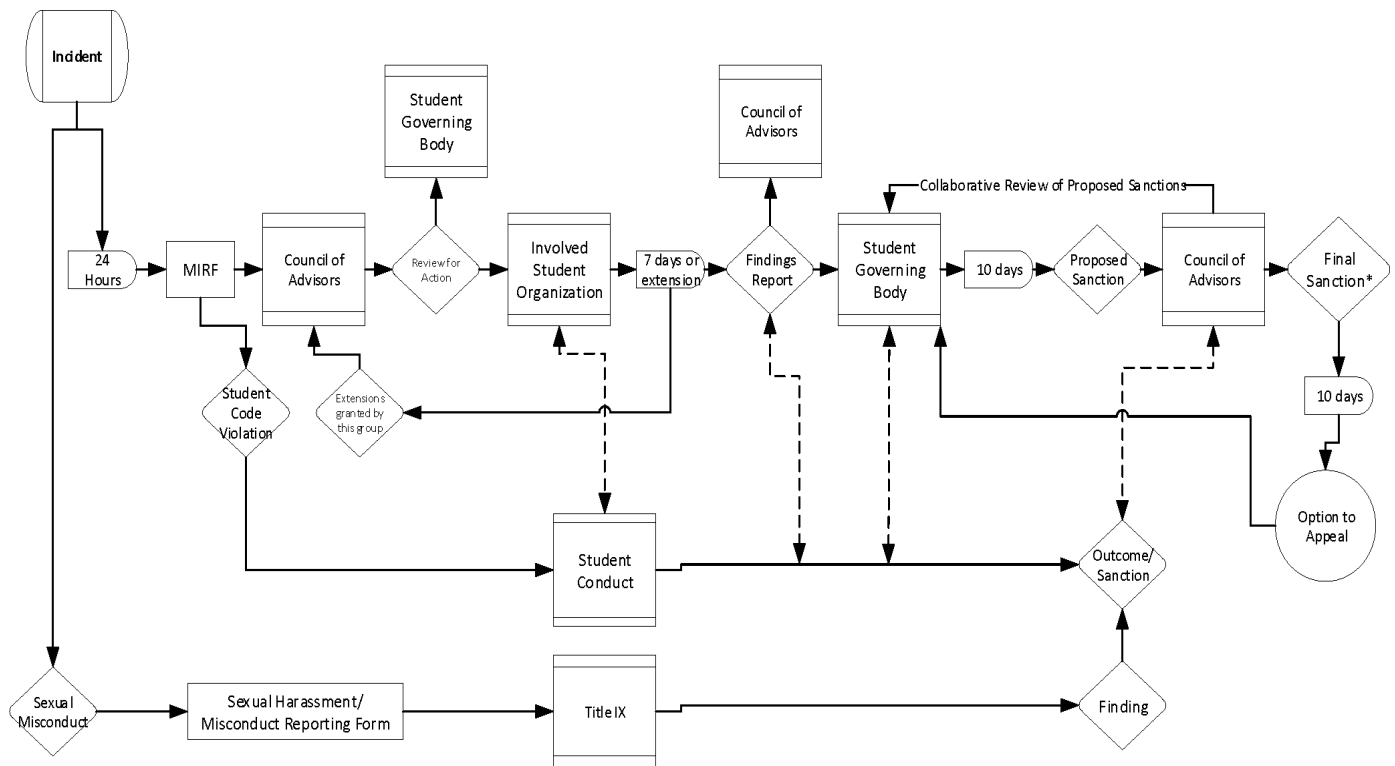 Incident
Student
Governing
Body
Council of
Advisors
Collaborative Review of Proposed Sanctions
24
Hours
MIRF
Council of
Advisors
Review for
Action
Involved
Student
Organization
7 days or
extension
Findings
Report
Student
Governing
Body
10 days
Proposed
Sanction
Council of
Advisors
Final
Sanction*
Student
Code
Violation
Extensions
granted by
this group
10 days
Option to
Appeal
Student
Conduct
Outcome/
Sanction
Sexual
Misconduct
Sexual Harassment/
Misconduct Reporting Form
Title IX
Finding